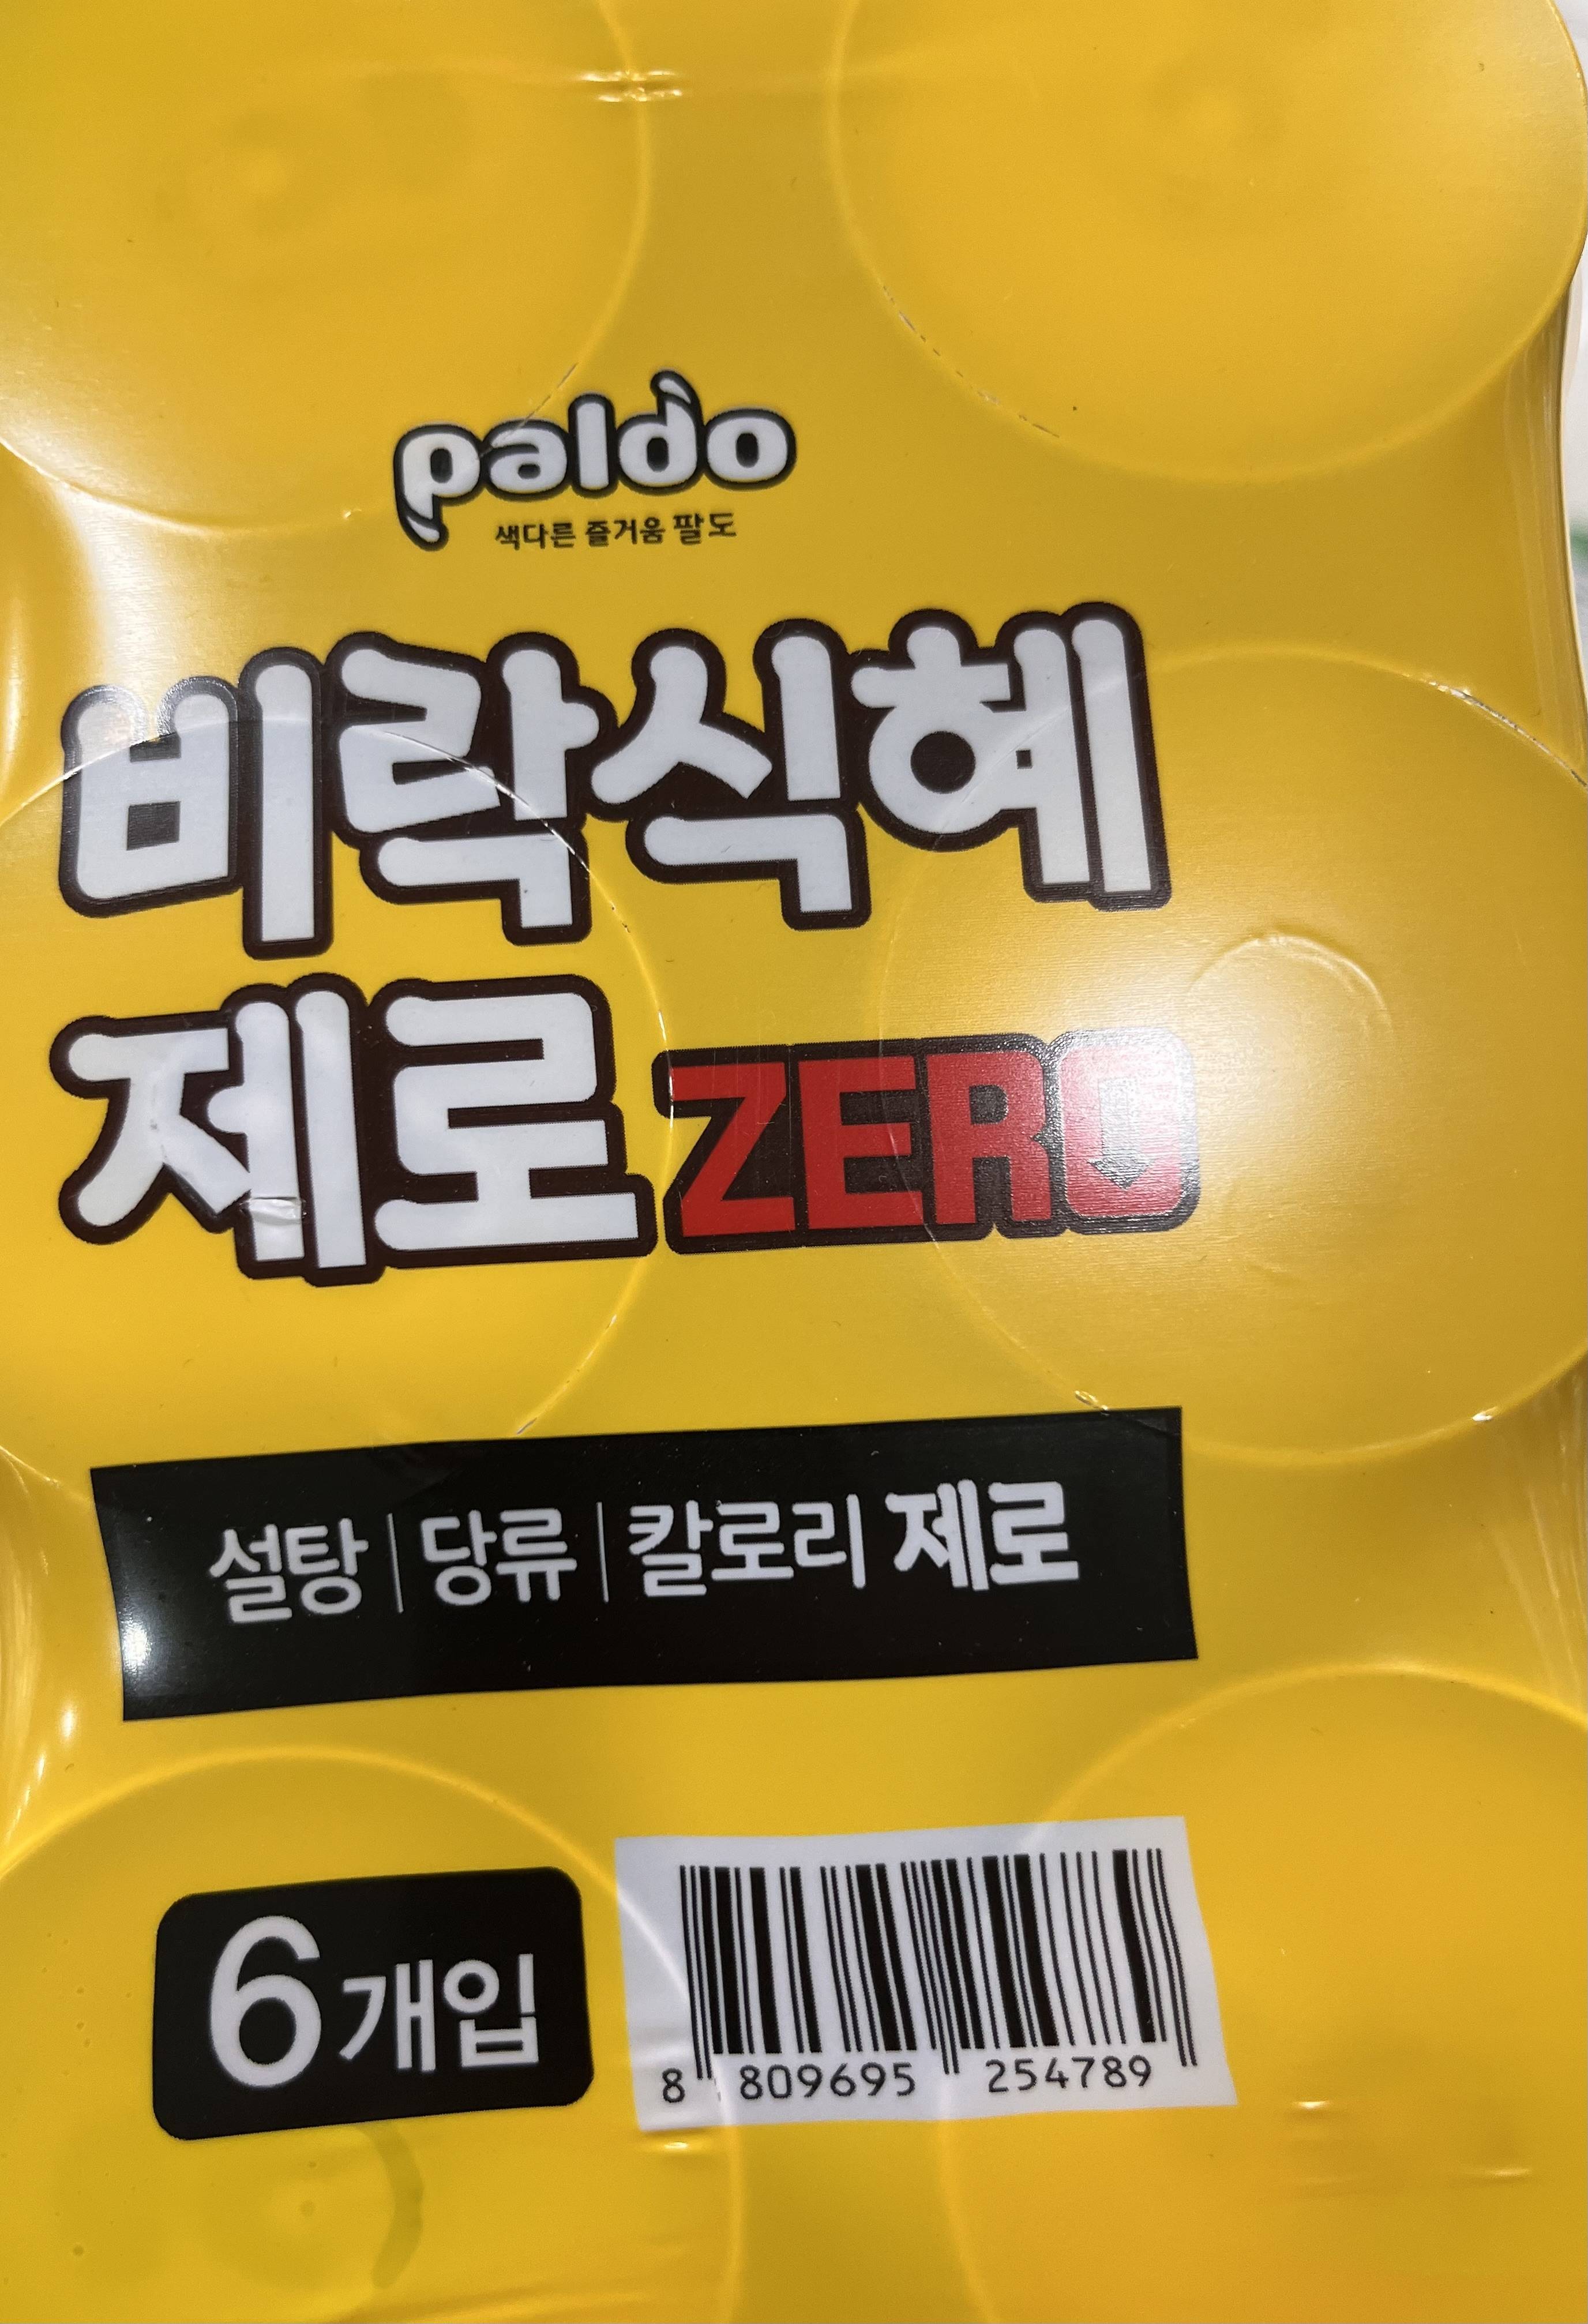 paldo
색다른 즐거움 팔도
비락식혜
제로 ZERO
설탕 | 당류 | 칼로리 제로
6개입
8 809695 254789